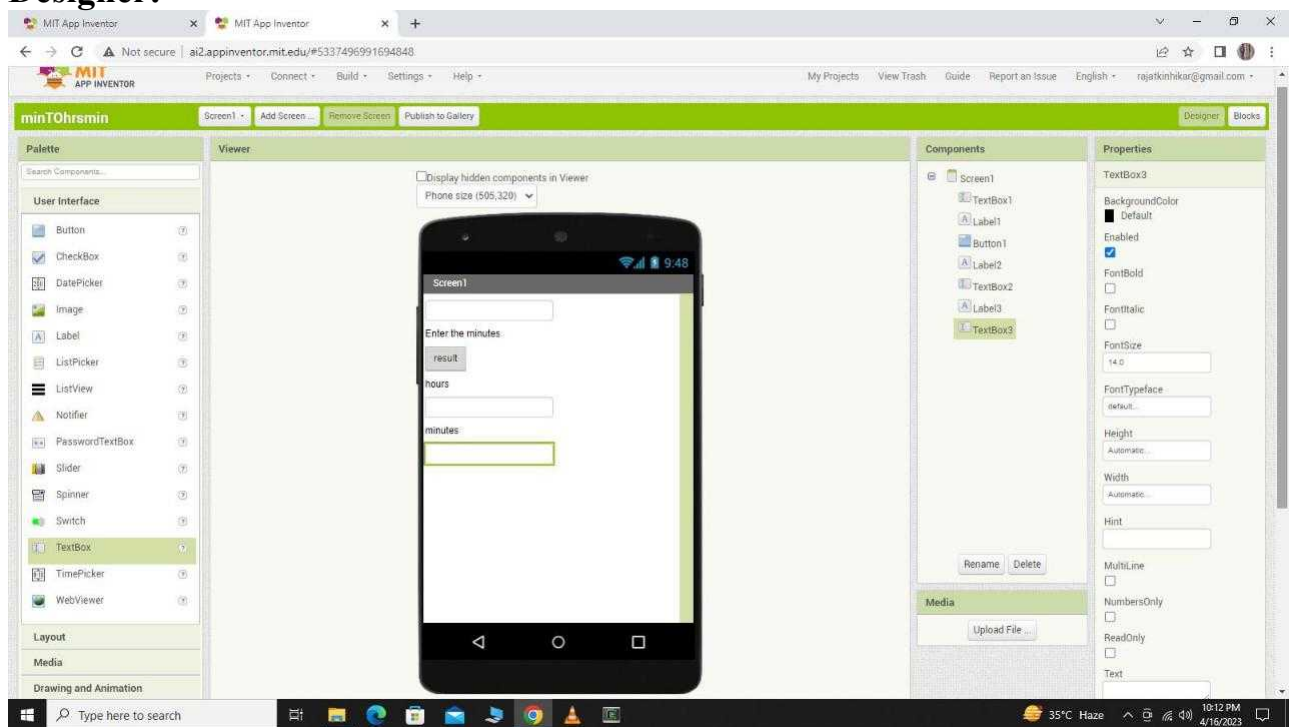 Designer:
MIT App Inventor
MIT App Inventor
Not secure | ai2.appinventor.mit.edu/#5337496991694848
MIT
APP INVENTOR
Projects Connect Build Settings Help
My Projects View Trash Guide Report an Issue English rajatkinhikar@gmail.com
minTOhrsmin
Screen1 Add Screen ... Remove Screen Publish to Gallery
Designer Blocks
Palette
Search Components...
User Interface
Button
CheckBox
DatePicker
Image
Label
ListPicker
ListView
Notifier
PasswordTextBox
Slider
Spinner
Switch
TextBox
TimePicker
WebViewer
Layout
Media
Drawing and Animation
Viewer
Display hidden components in Viewer
Phone size (505,320)
9:48
Screen1
Enter the minutes
result
hours
minutes
Components
Screen1
TextBox1
Label1
Button1
Label2
TextBox2
Label3
TextBox3
Rename Delete
Media
Upload File ...
Properties
TextBox3
BackgroundColor
Default
Enabled
FontBold
FontItalic
FontSize
14.0
FontTypeface
default...
Height
Automatic...
Width
Automatic...
Hint
MultiLine
NumbersOnly
ReadOnly
Text
Type here to search
35°C Haze
10:12 PM
4/16/2023